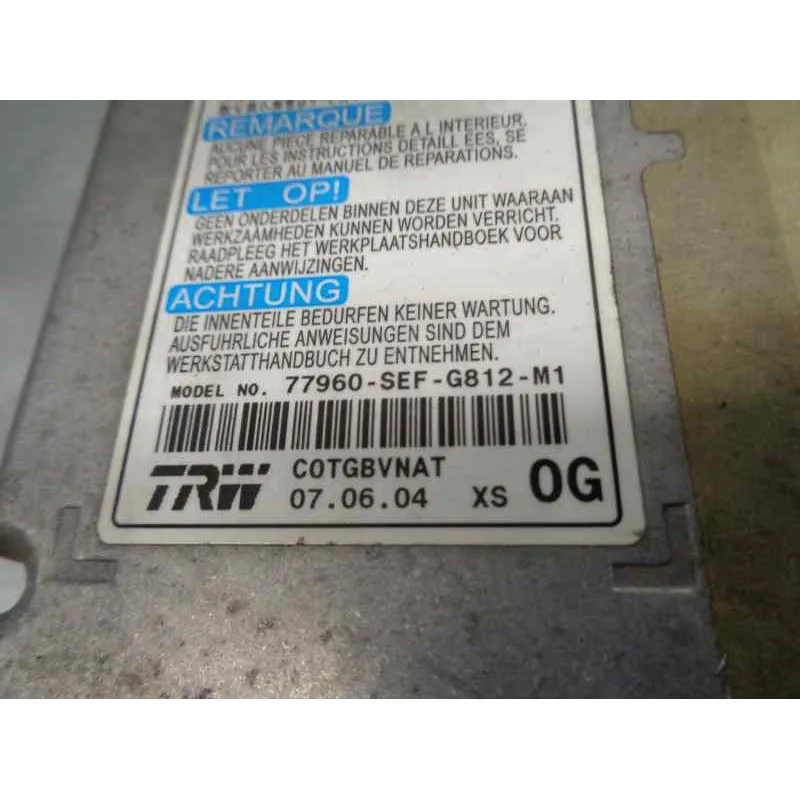 REMARQUE
AUCUNE PIECE REPARABLE A L INTERIEUR.
POUR LES INSTRUCTIONS DETAILL EES, SE
REPORTER AU MANUEL DE REPARATIONS.
LET OP!
GEEN ONDERDELEN BINNEN DEZE UNIT WAARAAN
WERKZAAMHEDEN KUNNEN WORDEN VERRICHT.
RAADPLEEG HET WERKPLAATSHANDBOEK VOOR
NADERE AANWIJZINGEN.
ACHTUNG
DIE INNENTEILE BEDURFEN KEINER WARTUNG.
AUSFUHRLICHE ANWEISUNGEN SIND DEM
WERKSTATTHANDBUCH ZU ENTNEHMEN.
MODEL NO. 77960-SEF-G812-M1
TRW C0TGBVNAT
07.06.04 XS 0G